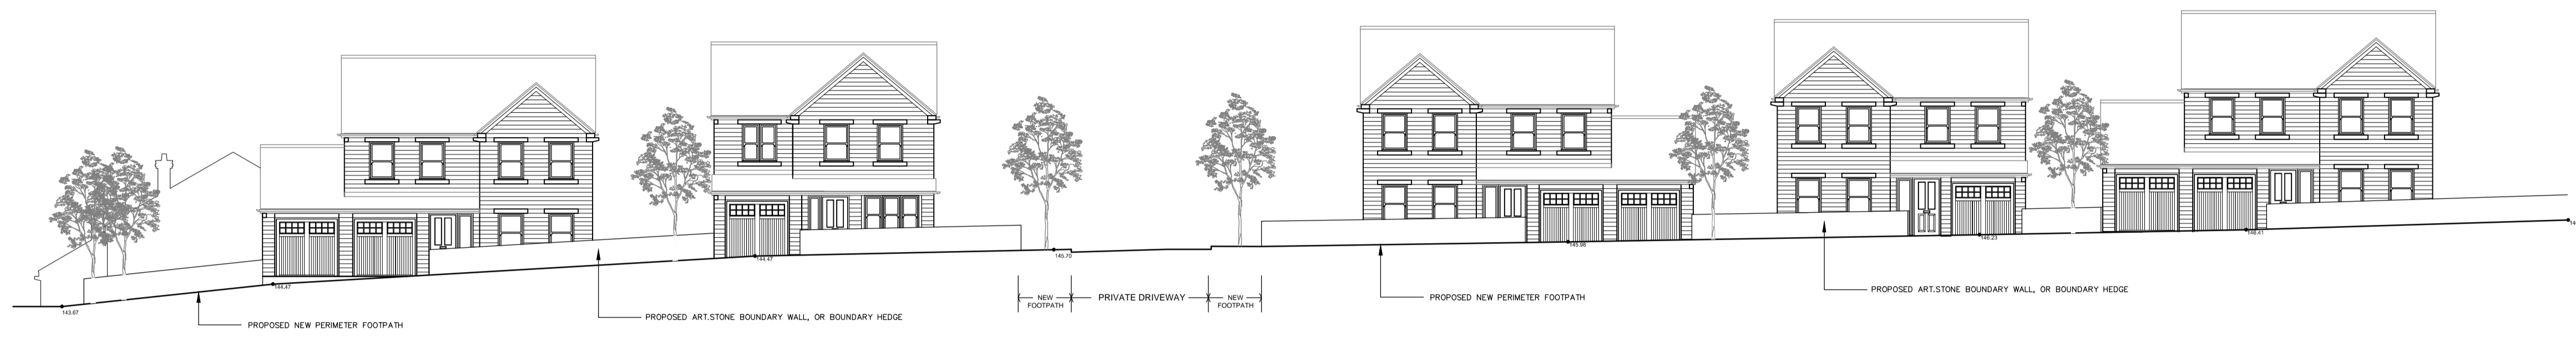 143.67
144.47
PROPOSED NEW PERIMETER FOOTPATH
PROPOSED ART.STONE BOUNDARY WALL, OR BOUNDARY HEDGE
144.47
145.70
NEW
FOOTPATH
PRIVATE DRIVEWAY
NEW
FOOTPATH
PROPOSED NEW PERIMETER FOOTPATH
145.98
PROPOSED ART.STONE BOUNDARY WALL, OR BOUNDARY HEDGE
146.23
146.41